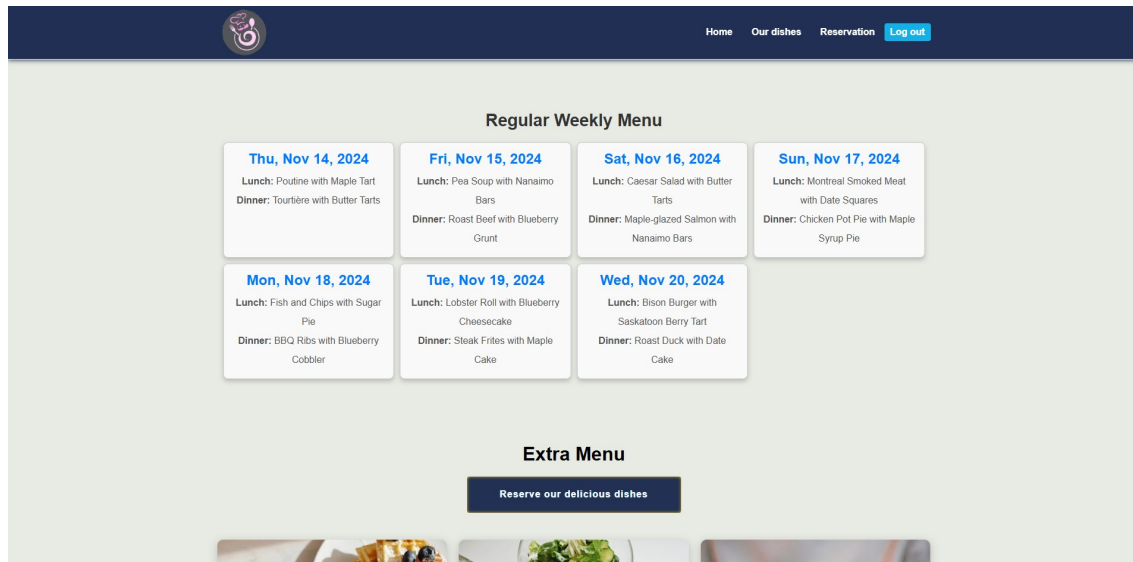 Home Our dishes Reservation Log out
Regular Weekly Menu
Thu, Nov 14, 2024
Lunch: Poutine with Maple Tart
Dinner: Tourtière with Butter Tarts
Fri, Nov 15, 2024
Lunch: Pea Soup with Nanaimo
Bars
Dinner: Roast Beef with Blueberry
Grunt
Sat, Nov 16, 2024
Lunch: Caesar Salad with Butter
Tarts
Dinner: Maple-glazed Salmon with
Nanaimo Bars
Sun, Nov 17, 2024
Lunch: Montreal Smoked Meat
with Date Squares
Dinner: Chicken Pot Pie with Maple
Syrup Pie
Mon, Nov 18, 2024
Lunch: Fish and Chips with Sugar
Pie
Dinner: BBQ Ribs with Blueberry
Cobbler
Tue, Nov 19, 2024
Lunch: Lobster Roll with Blueberry
Cheesecake
Dinner: Steak Frites with Maple
Cake
Wed, Nov 20, 2024
Lunch: Bison Burger with
Saskatoon Berry Tart
Dinner: Roast Duck with Date
Cake
Extra Menu
Reserve our delicious dishes